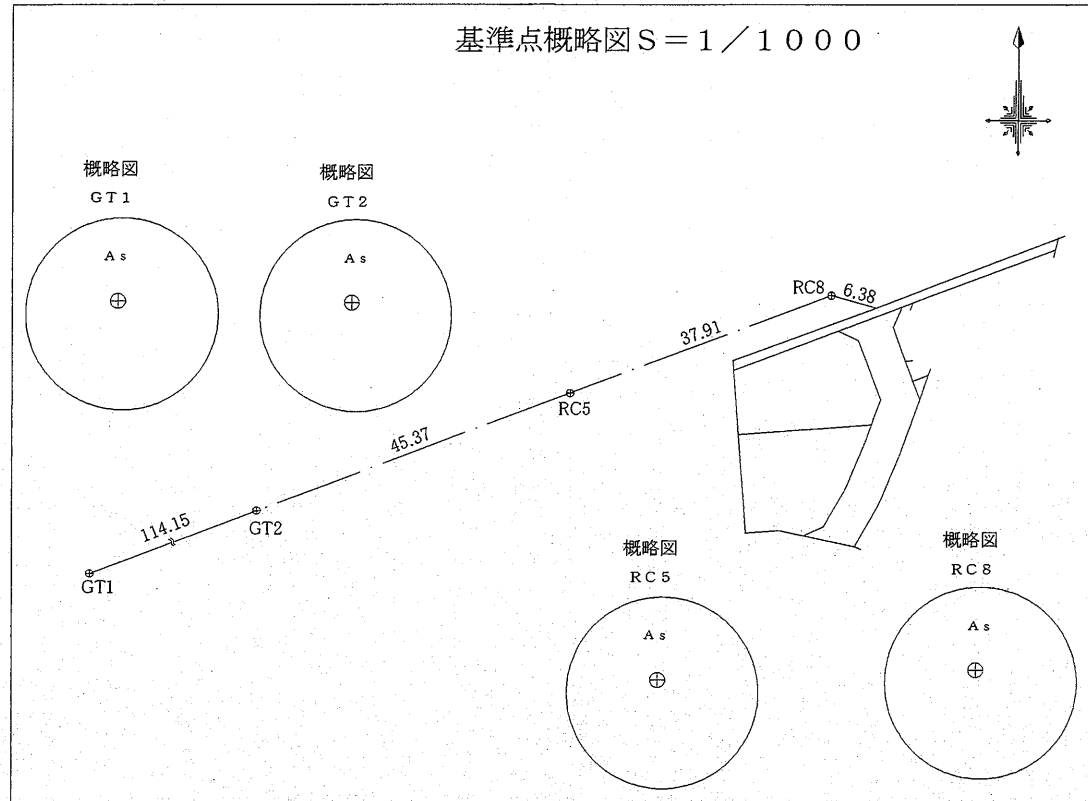 基準点概略図S=1/1000
概略図
GT1
As
概略図
GT2
As
RC8
6.38
37.91
RC5
45.37
GT2
114.15
GT1
概略図
RC5
As
概略図
RC8
As